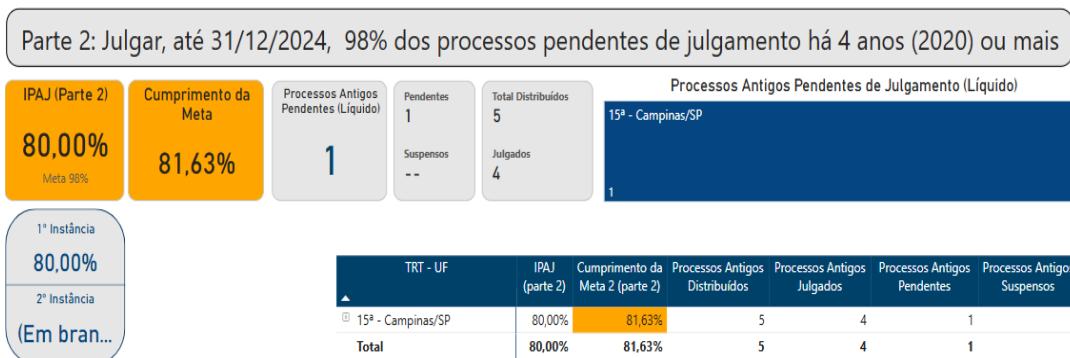 Parte 2: Julgar, até 31/12/2024, 98% dos processos pendentes de julgamento há 4 anos (2020) ou mais
IPAJ (Parte 2)
80,00%
Meta 98%
Cumprimento da
Meta
81,63%
Processos Antigos
Pendentes (Líquido)
1
Pendentes
1
Suspensos
--
Total Distribuídos
5
Julgados
4
Processos Antigos Pendentes de Julgamento (Líquido)
15ª - Campinas/SP
1
1ª Instância
80,00%
2ª Instância
(Em bran...
TRT - UF IPAJ (parte 2) Cumprimento da Meta 2 (parte 2) Processos Antigos Distribuídos Processos Antigos Julgados Processos Antigos Pendentes Processos Antigos Suspensos
15ª - Campinas/SP 80,00% 81,63% 5 4 1
Total 80,00% 81,63% 5 4 1